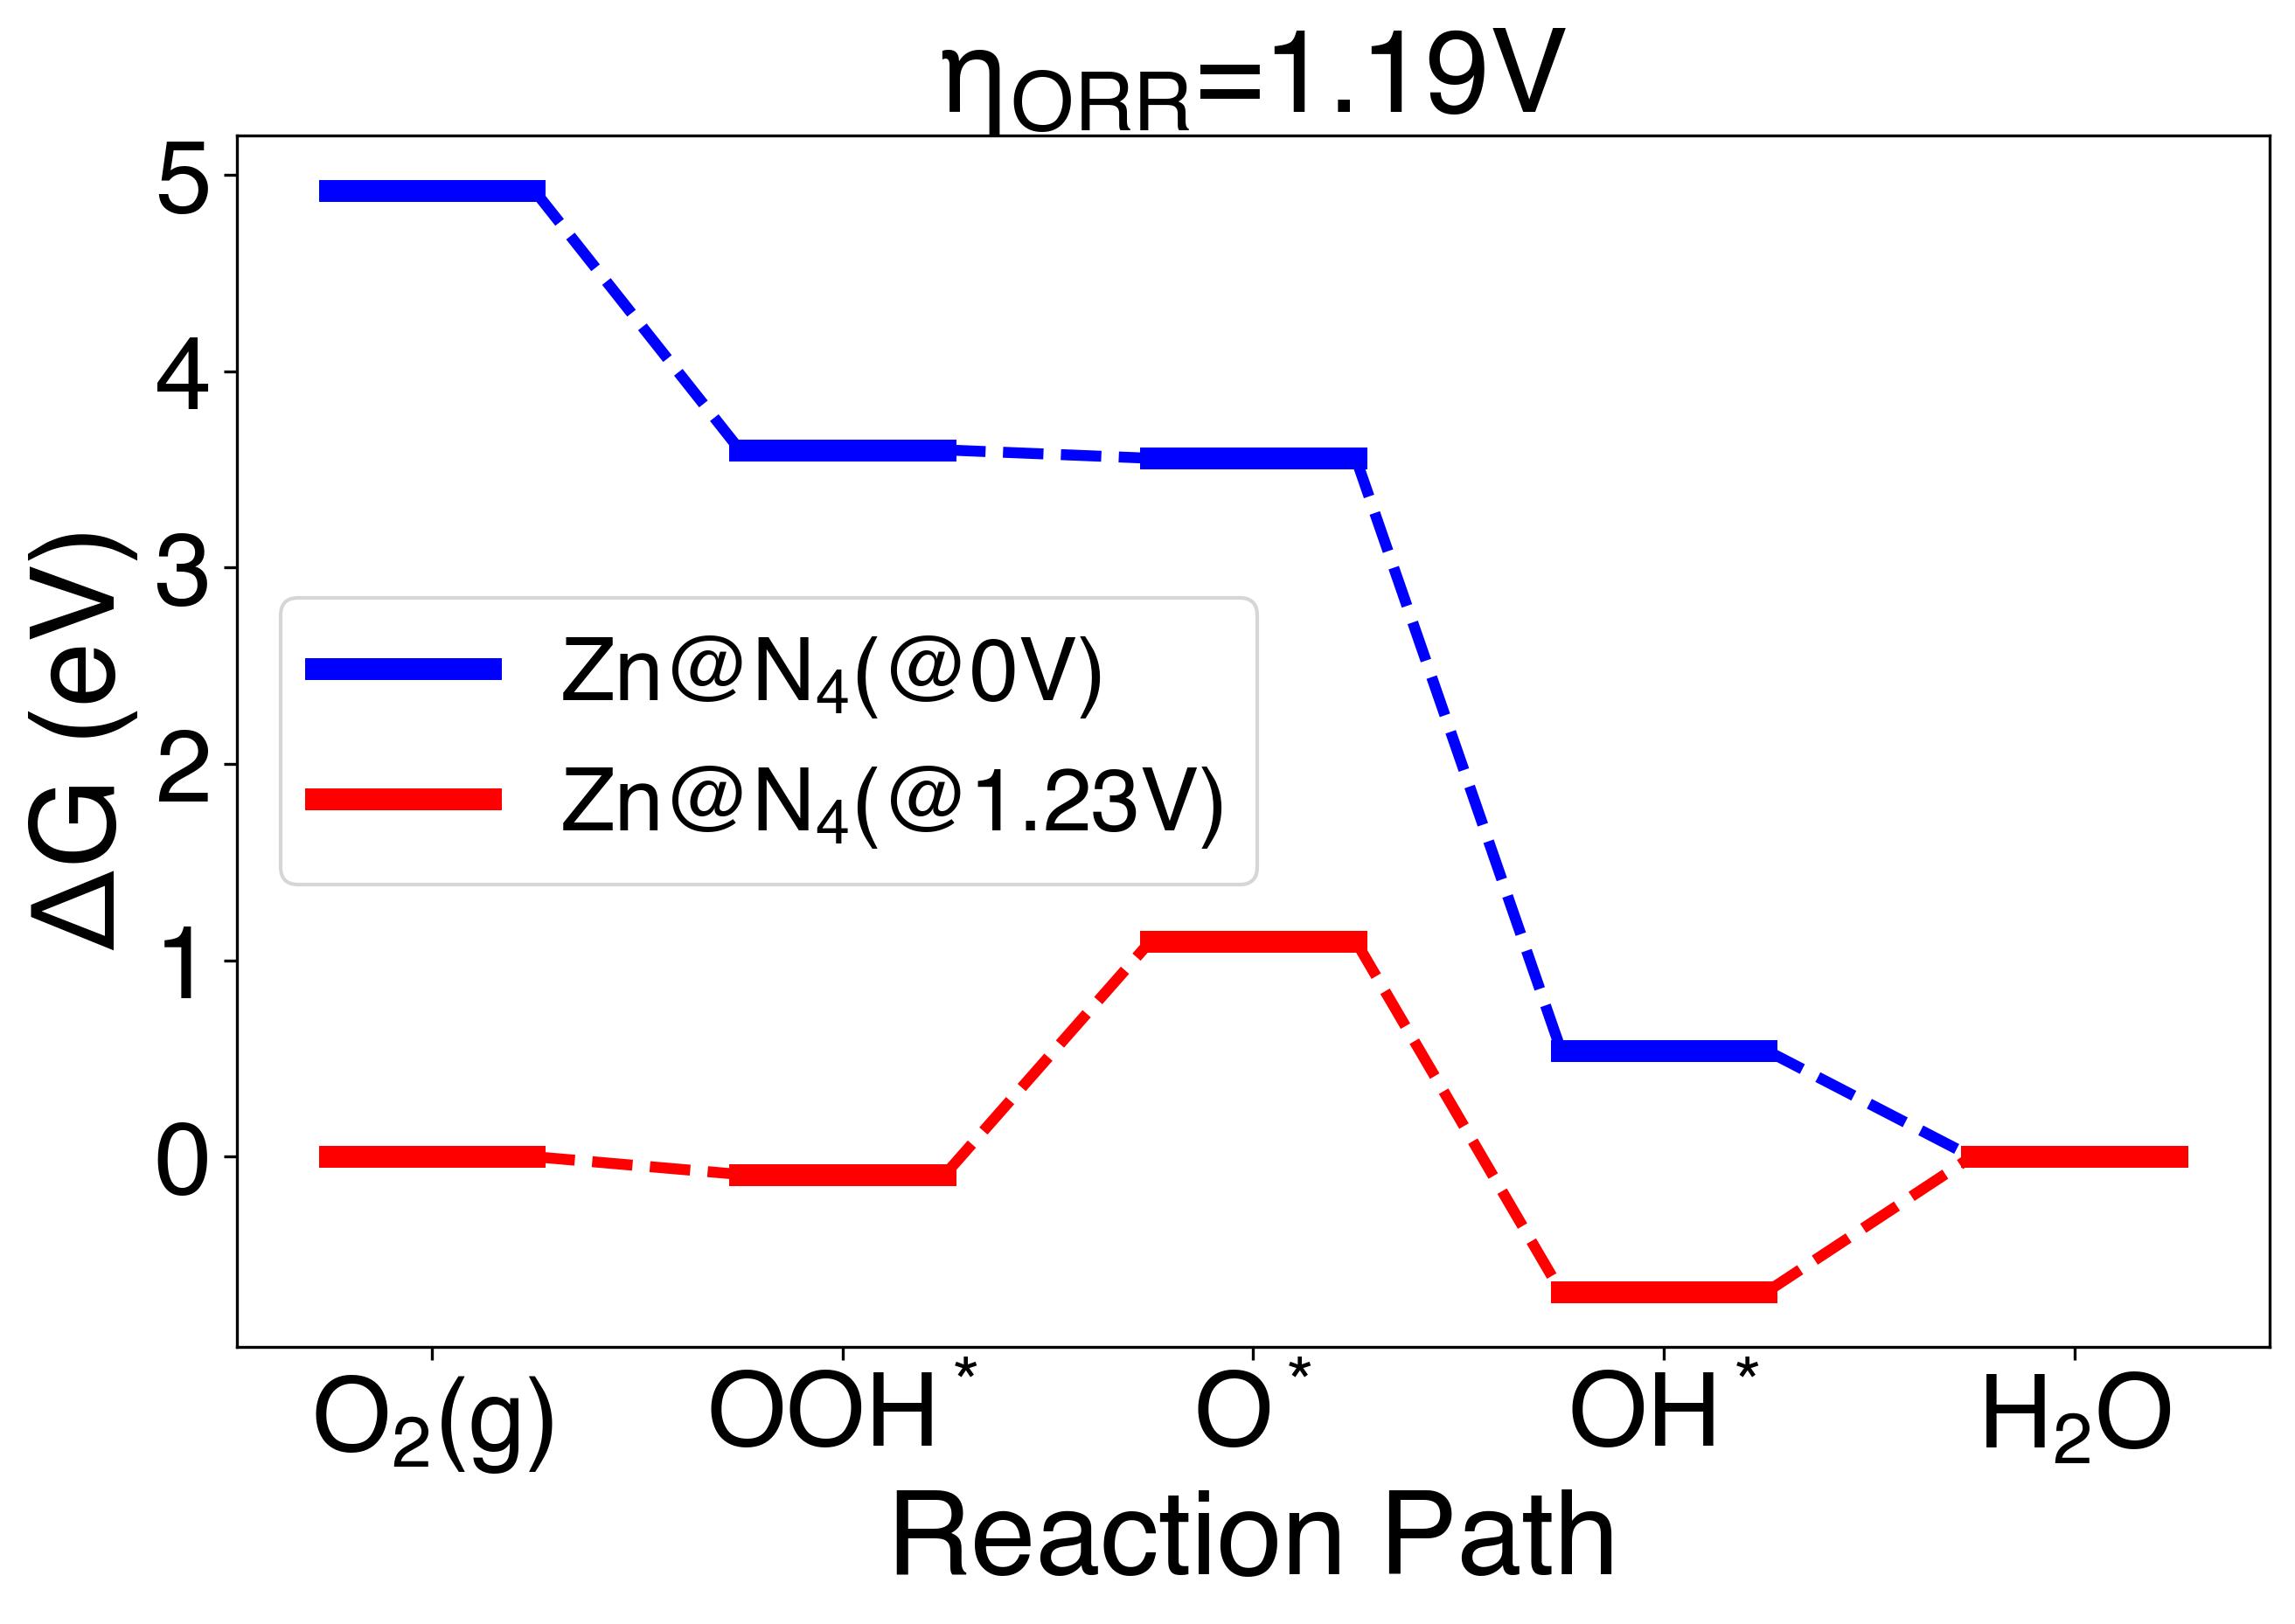 η_ORR=1.19V
ΔG (eV)
5
4
3
2
1
0
Zn@N₄(@0V)
Zn@N₄(@1.23V)
O₂(g) OOH* O* OH* H₂O
Reaction Path